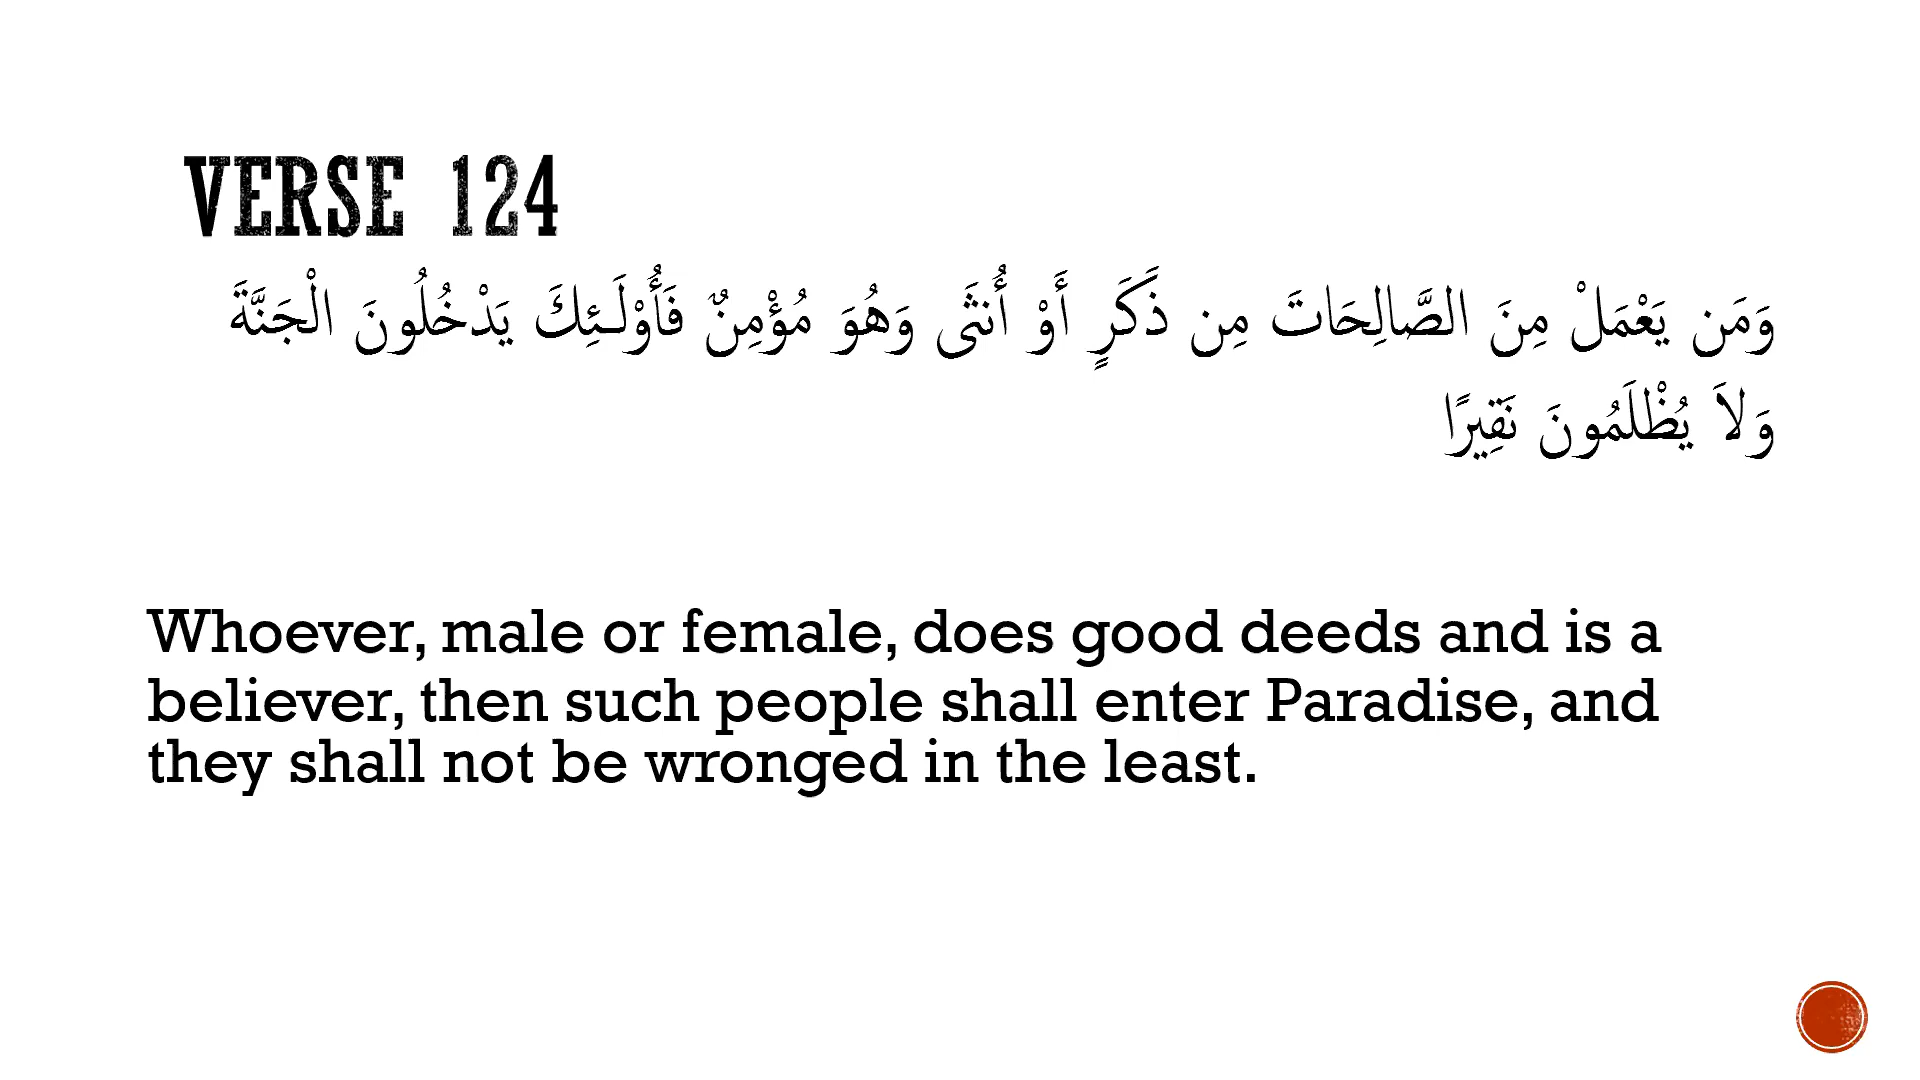 VERSE 124
وَمَن يَعْمَلْ مِنَ الصَّالِحَاتَ مِن ذَكَرٍ أَوْ أُنثَى وَهُوَ مُؤْمِنٌ فَأُوْلَـئِكَ يَدْخُلُونَ الْجَنَّةَ
وَلاَ يُظْلَمُونَ نَقِيرًا
Whoever, male or female, does good deeds and is a
believer, then such people shall enter Paradise, and
they shall not be wronged in the least.